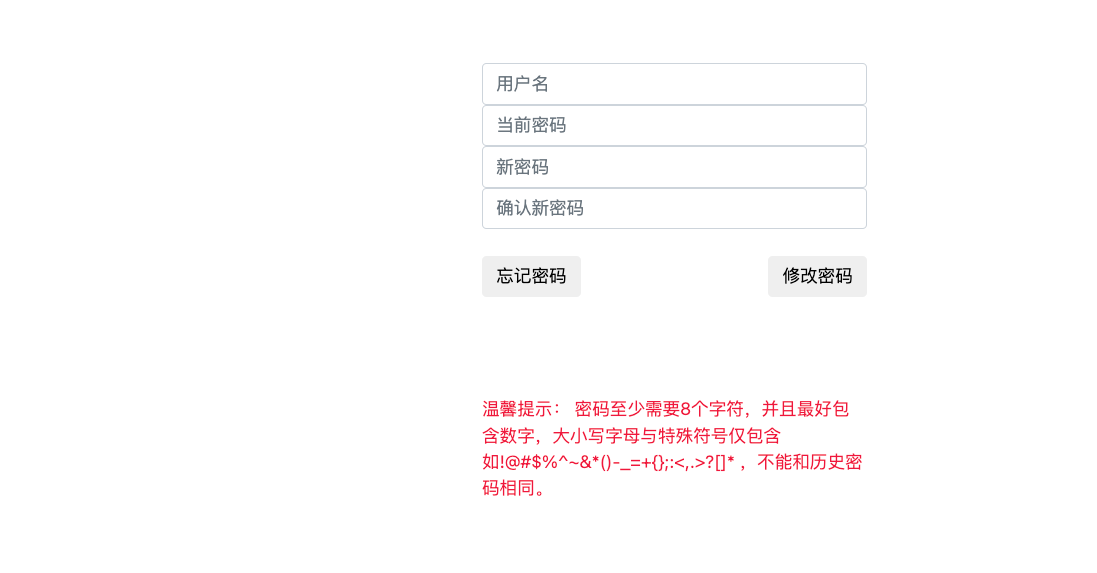 用户名
当前密码
新密码
确认新密码
忘记密码
修改密码
温馨提示： 密码至少需要8个字符，并且最好包
含数字，大小写字母与特殊符号仅包含
如!@#$%^~&*()-_=+{};:<,.>?[]* ，不能和历史密
码相同。